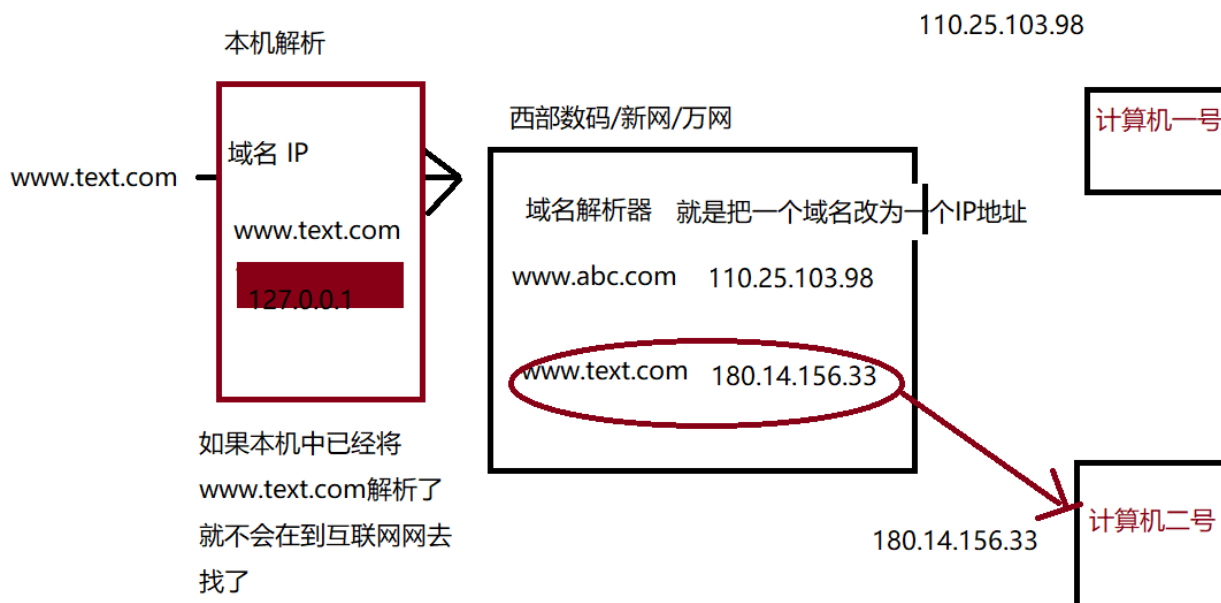 110.25.103.98
本机解析
计算机一号
西部数码/新网/万网
域名 IP
www.text.com
域名解析器 就是把一个域名改为一个IP地址
www.text.com
www.abc.com 110.25.103.98
127.0.0.1
www.text.com 180.14.156.33
如果本机中已经将
www.text.com解析了
就不会在到互联网网去
找了
计算机二号
180.14.156.33